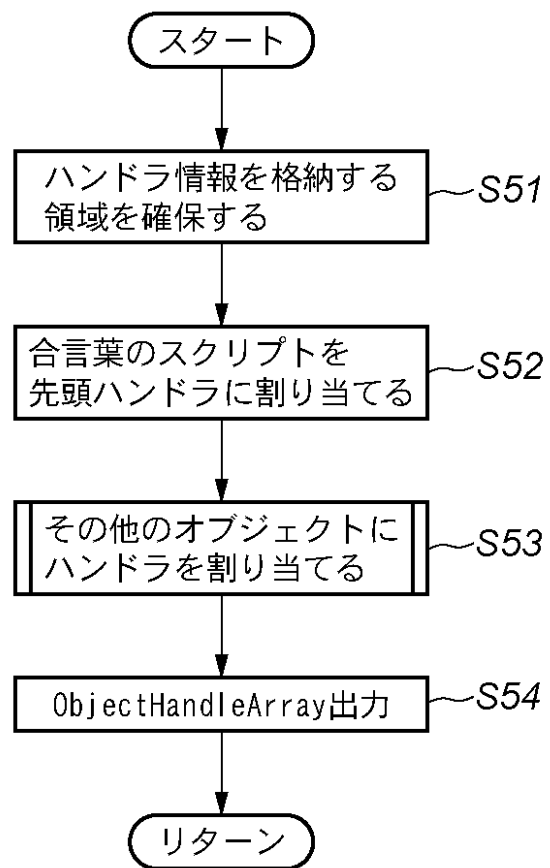 スタート
ハンドラ情報を格納する
領域を確保する
S51
合言葉のスクリプトを
先頭ハンドラに割り当てる
S52
その他のオブジェクトに
ハンドラを割り当てる
S53
ObjectHandleArray出力
S54
リターン